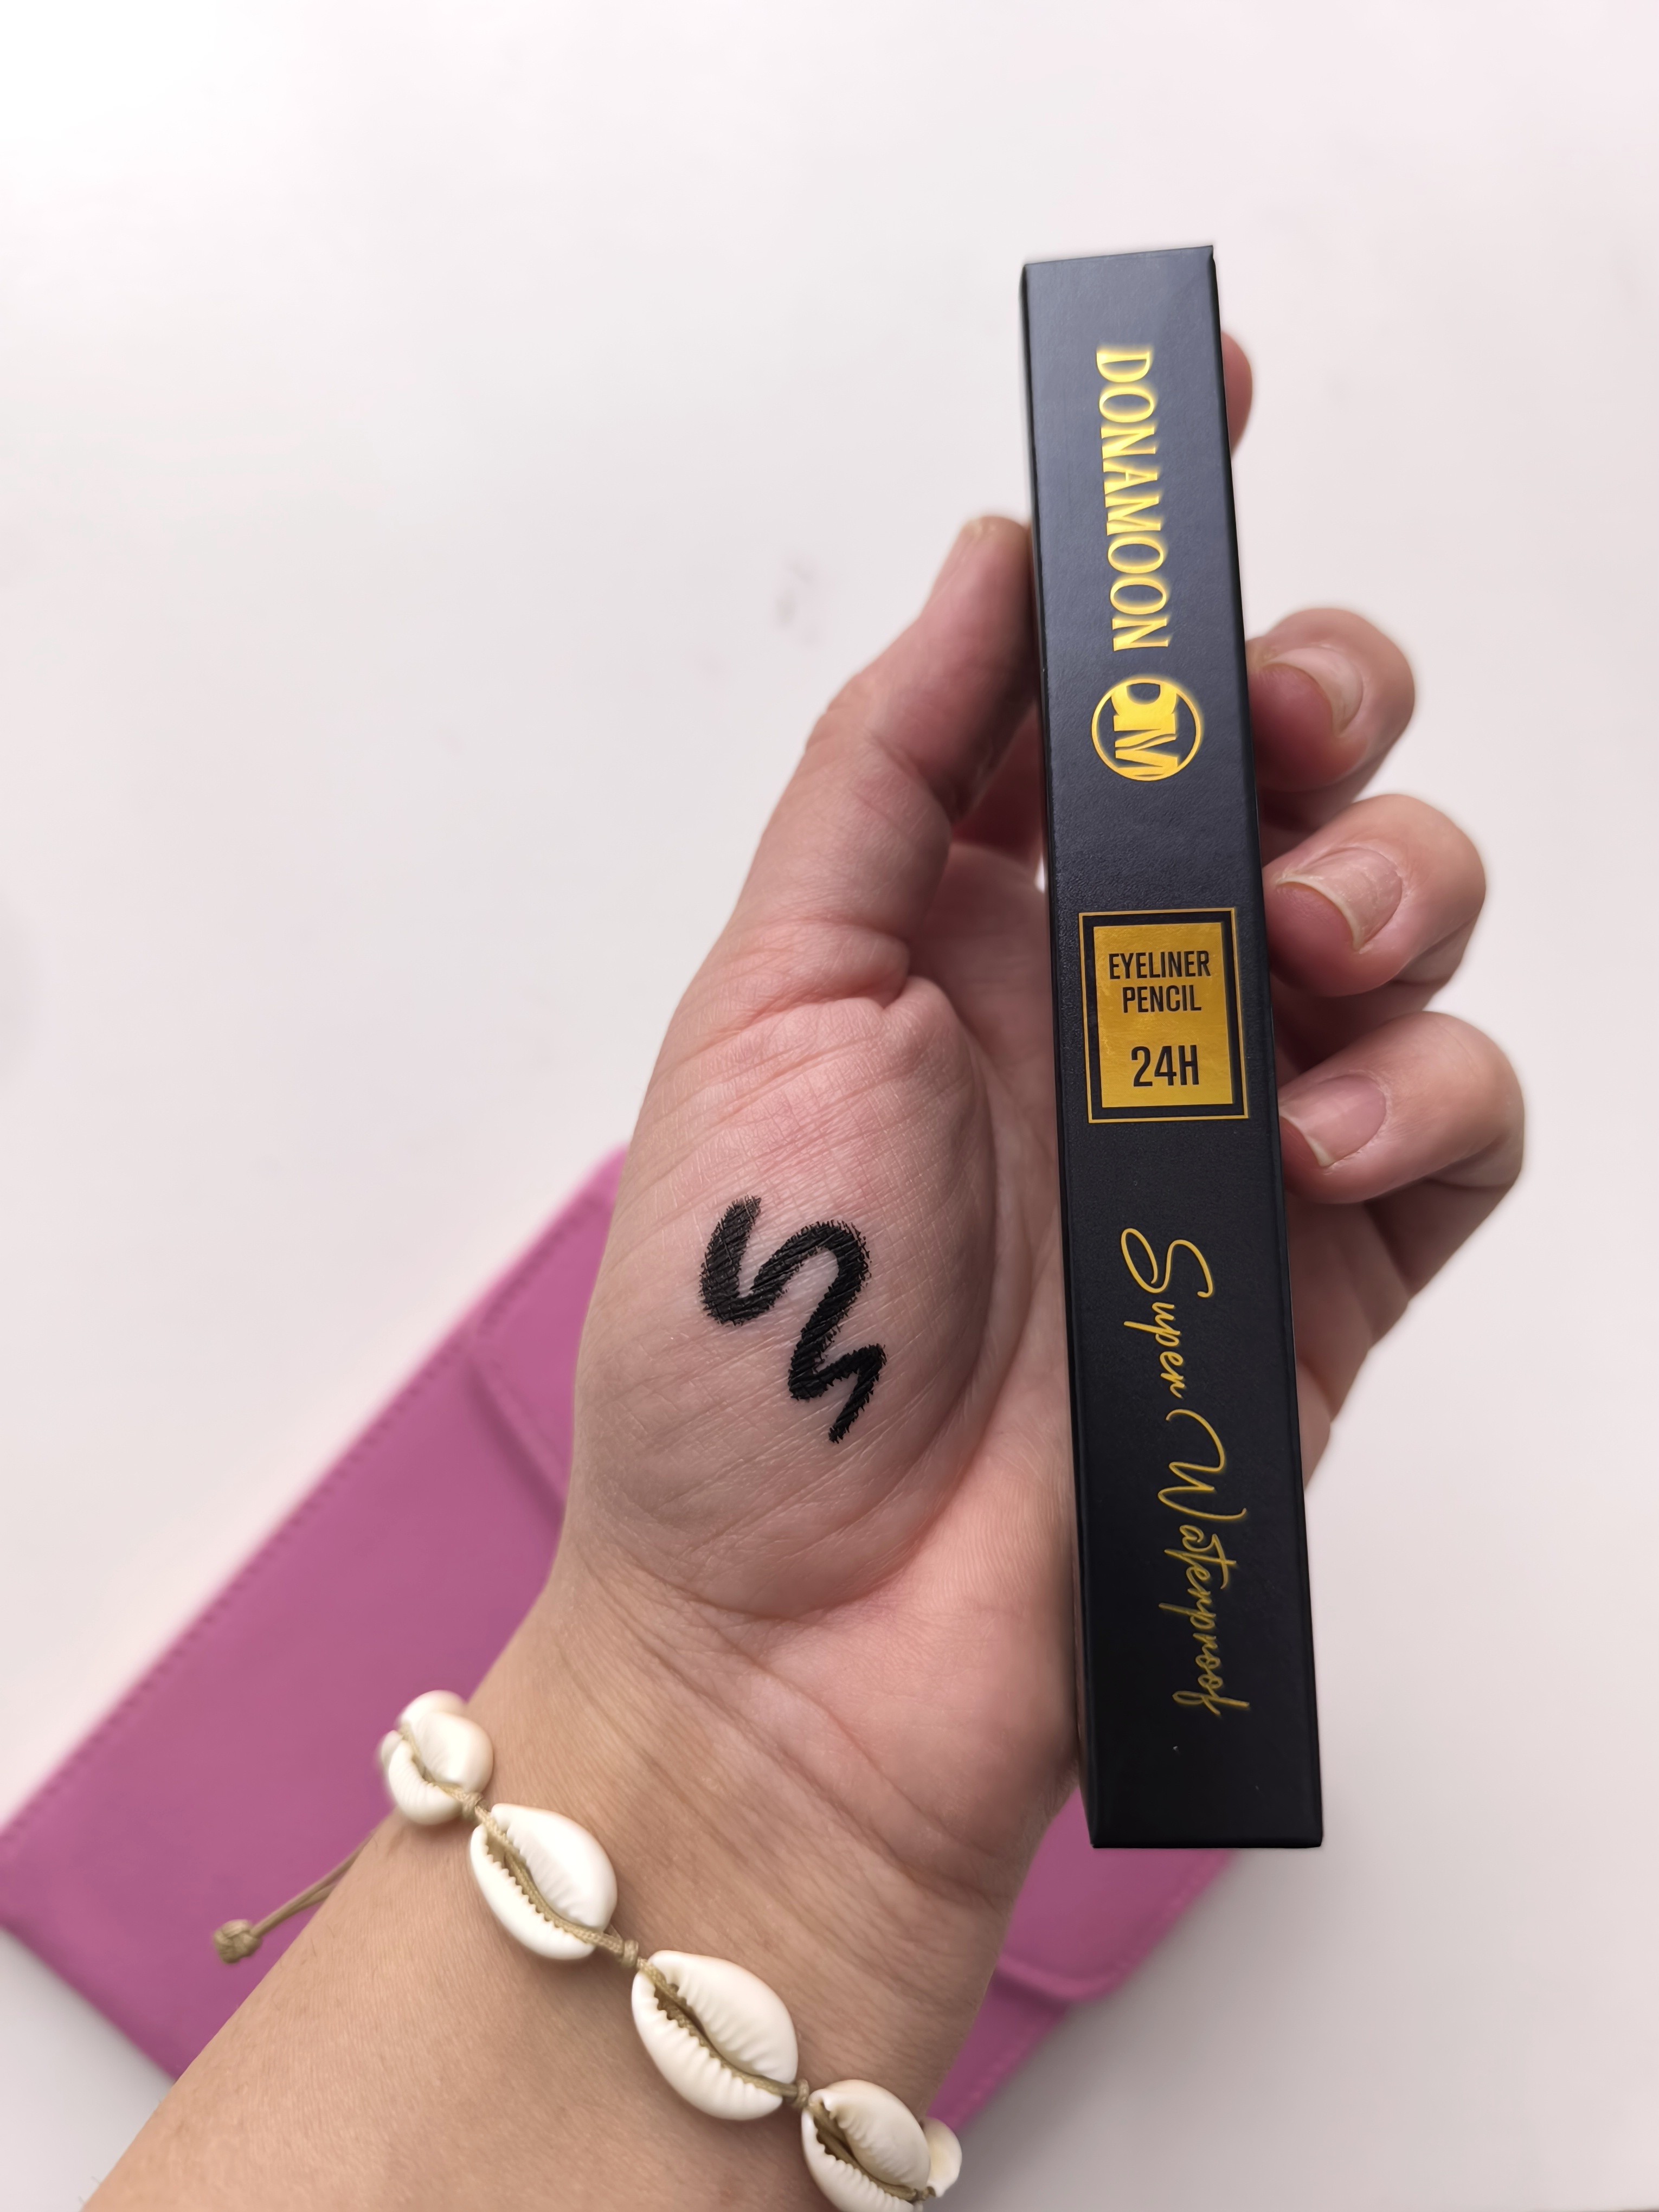 DONAMOON
DM
EYELINER
PENCIL
24H
Super Waterproof